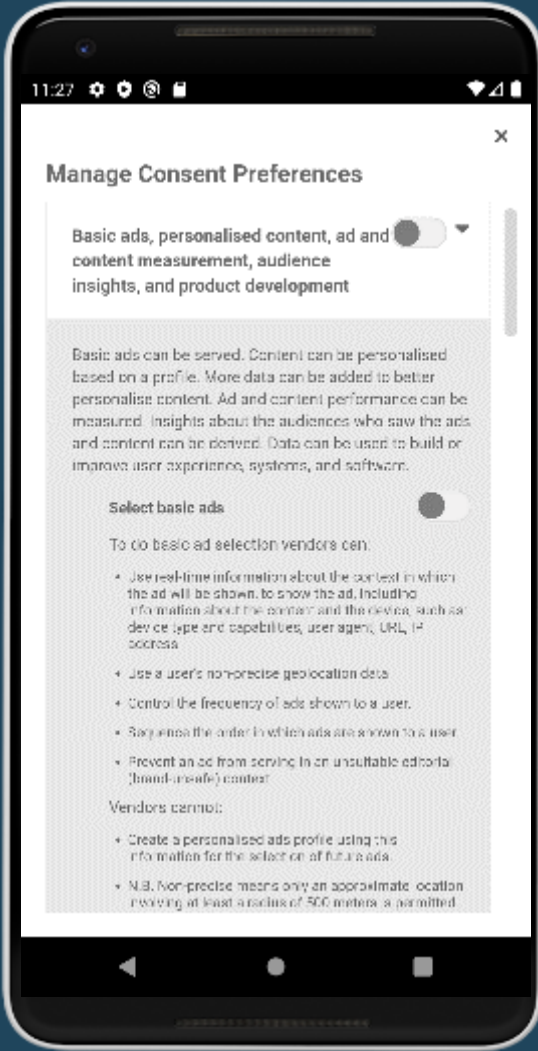 11:27
×
Manage Consent Preferences
Basic ads, personalised content, ad and
content measurement, audience
insights, and product development
Basic ads can be served. Content can be personalised
based on a profile. More data can be added to better
personalise content. Ad and content performance can be
measured. Insights about the audiences who saw the ads
and content can be derived. Data can be used to build or
improve user experience, systems, and software.
Select basic ads
To do basic ad selection vendors can:
• Use real-time information about the context in which
the ad will be shown, to show the ad, including
information about the content and the device, such as:
device type and capabilities, user agent, URL, IP
address
• Use a user's non-precise geolocation data
• Control the frequency of ads shown to a user.
• Sequence the order in which ads are shown to a user.
• Prevent an ad from serving in an unsuitable editorial
(brand-unsafe) context
Vendors cannot:
• Create a personalised ads profile using this
information for the selection of future ads.
• N.B. Non-precise means only an approximate location
involving at least a radius of 500 meters is permitted.